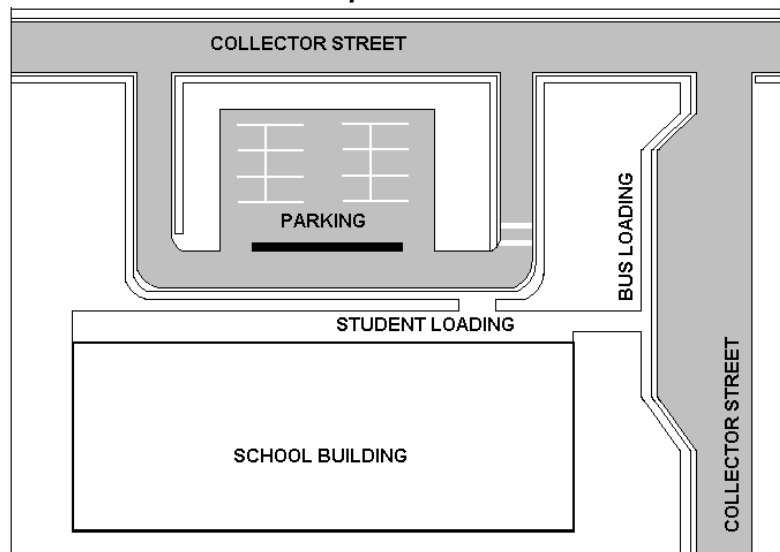 COLLECTOR STREET
PARKING
BUS LOADING
STUDENT LOADING
COLLECTOR STREET
SCHOOL BUILDING